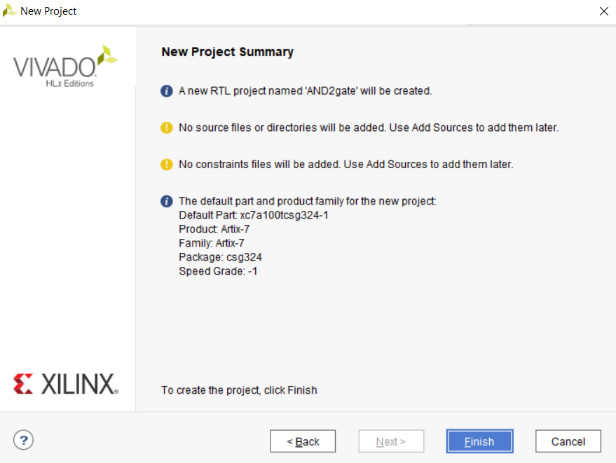 New Project
VIVADO.
HLx Editions
New Project Summary
A new RTL project named 'AND2gate' will be created.
No source files or directories will be added. Use Add Sources to add them later.
No constraints files will be added. Use Add Sources to add them later.
The default part and product family for the new project:
Default Part: xc7a100tcsg324-1
Product: Artix-7
Family: Artix-7
Package: csg324
Speed Grade: -1
XILINX.
To create the project, click Finish
?
< Back
Next >
Finish
Cancel